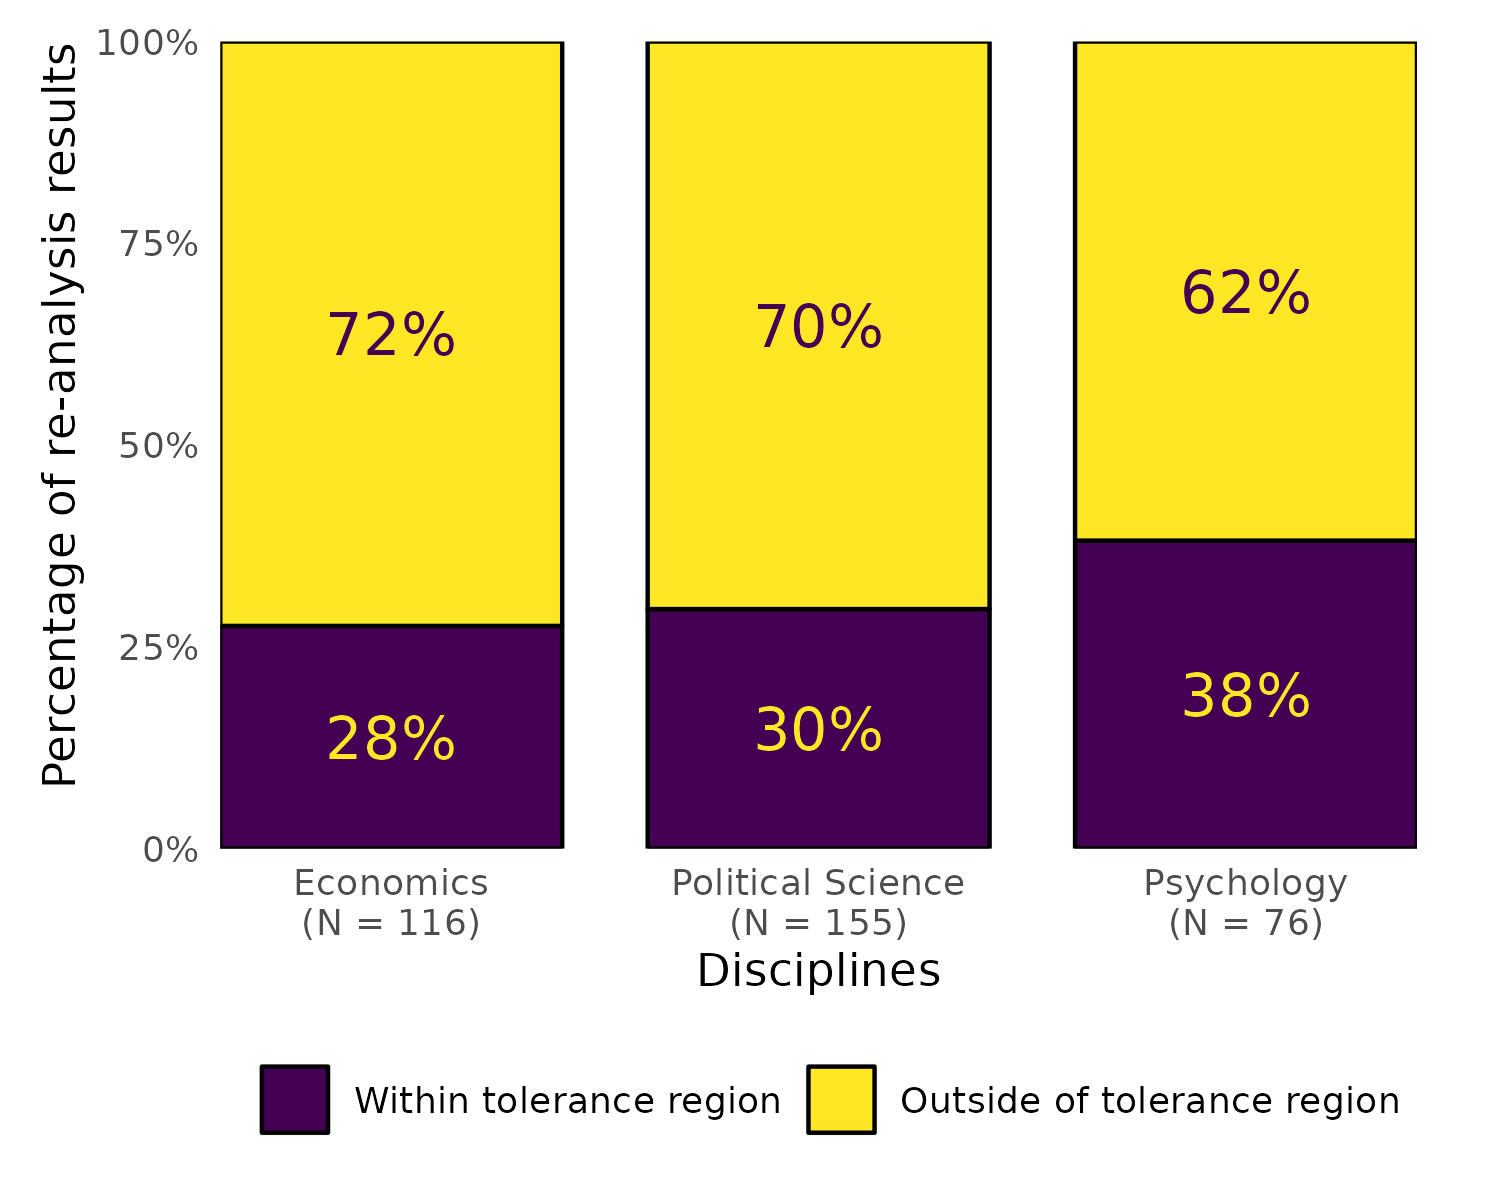 Percentage of re-analysis results
100%
75%
50%
25%
0%
72%
70%
62%
28%
30%
38%
Economics
(N = 116)
Political Science
(N = 155)
Psychology
(N = 76)
Disciplines
Within tolerance region
Outside of tolerance region